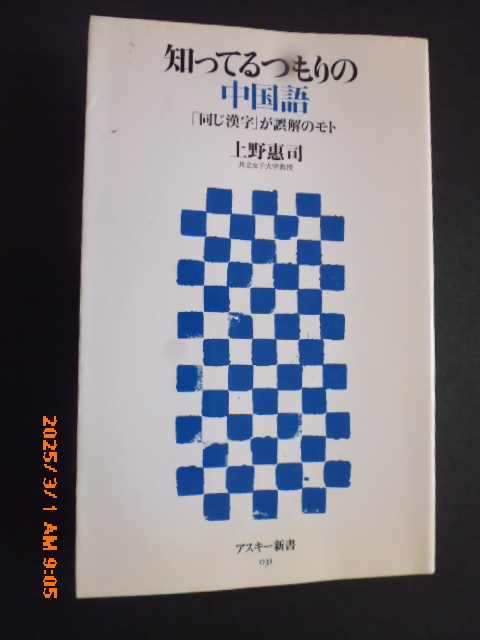 知ってるつもりの
中国語
「同じ漢字」が誤解のモト
上野惠司
共立女子大学教授
アスキー新書
031
2025/3/1 AM 9:05